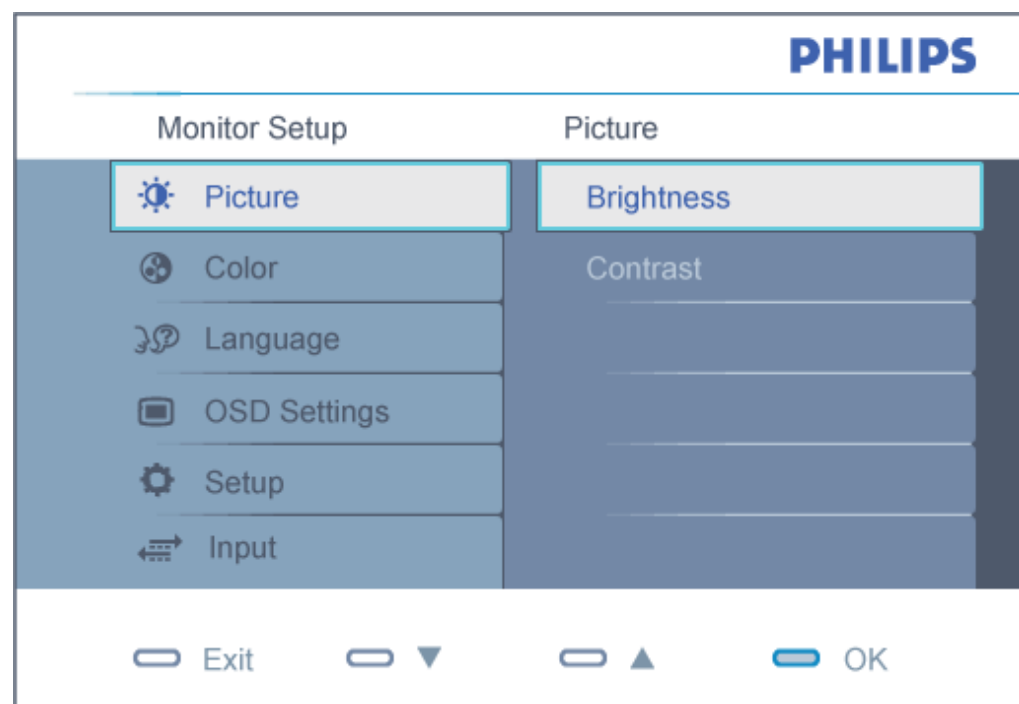 PHILIPS
Monitor Setup Picture
Picture Brightness
Color Contrast
Language
OSD Settings
Setup
Input
Exit ▼ ▲ OK